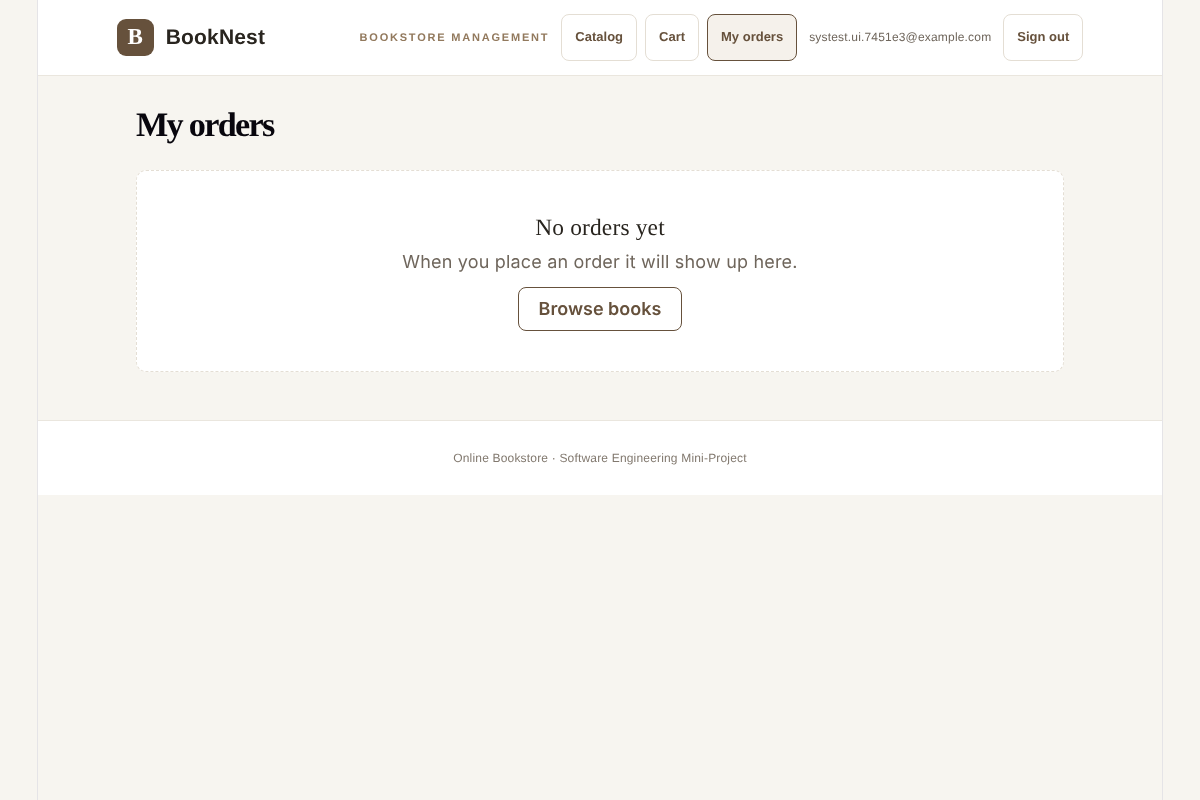 B BookNest BOOKSTORE MANAGEMENT Catalog Cart My orders systest.ui.7451e3@example.com Sign out
My orders
No orders yet
When you place an order it will show up here.
Browse books
Online Bookstore · Software Engineering Mini-Project